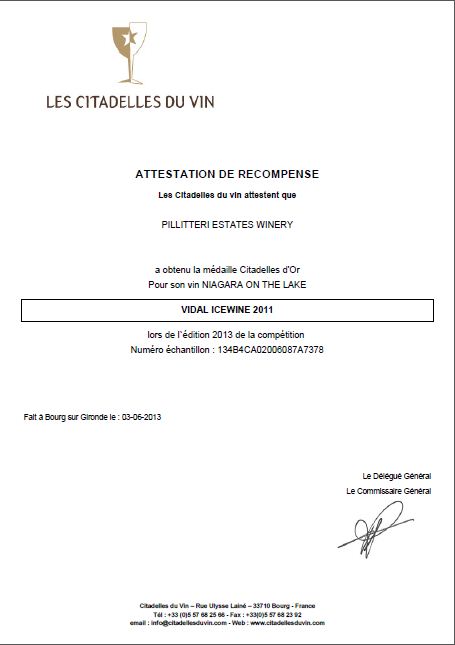 LES CITADELLES DU VIN
ATTESTATION DE RECOMPENSE
Les Citadelles du vin attestent que
PILLITTERI ESTATES WINERY
a obtenu la médaille Citadelles d'Or
Pour son vin NIAGARA ON THE LAKE
VIDAL ICEWINE 2011
lors de l`édition 2013 de la compétition
Numéro échantillon : 134B4CA02006087A7378
Fait à Bourg sur Gironde le : 03-06-2013
Le Délégué Général
Le Commissaire Général
Citadelles du Vin – Rue Ulysse Lainé – 33710 Bourg - France
Tél : +33 (0)5 57 68 25 66 - Fax : +33(0)5 57 68 23 92
email : info@citadellesduvin.com - Web : www.citadellesduvin.com